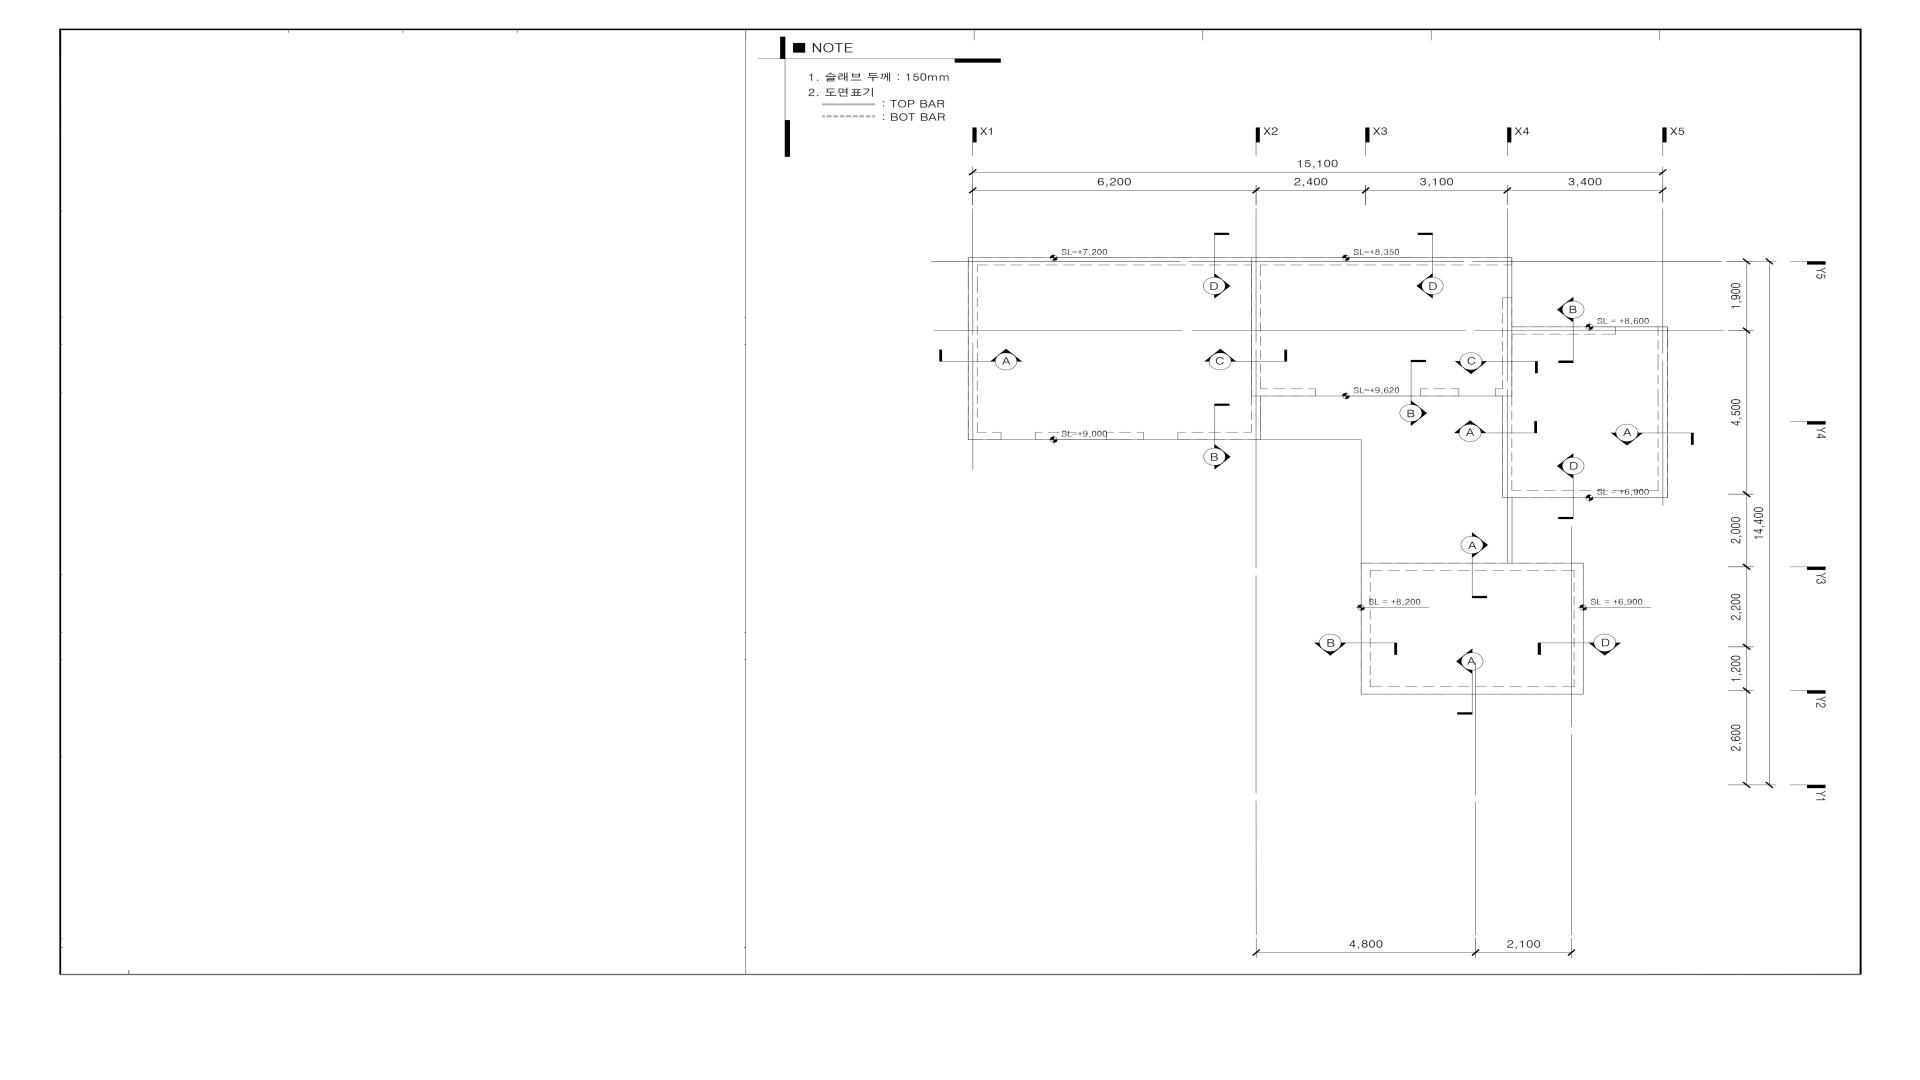 NOTE
1. 슬래브 두께 : 150mm
2. 도면표기
: TOP BAR
: BOT BAR
X1 X2 X3 X4 X5
15,100
6,200 2,400 3,100 3,400
SL=+7,200 SL=+8,350
D D
B
SL = +8,600
A C C
SL=+9,620
B
SL=+9,000
A A
B
D
SL = +6,900
A
SL = +8,200 SL = +6,900
B D
A
Y5
1,900
4,500
Y4
2,000
14,400
Y3
2,200
1,200
Y2
2,600
Y1
4,800 2,100